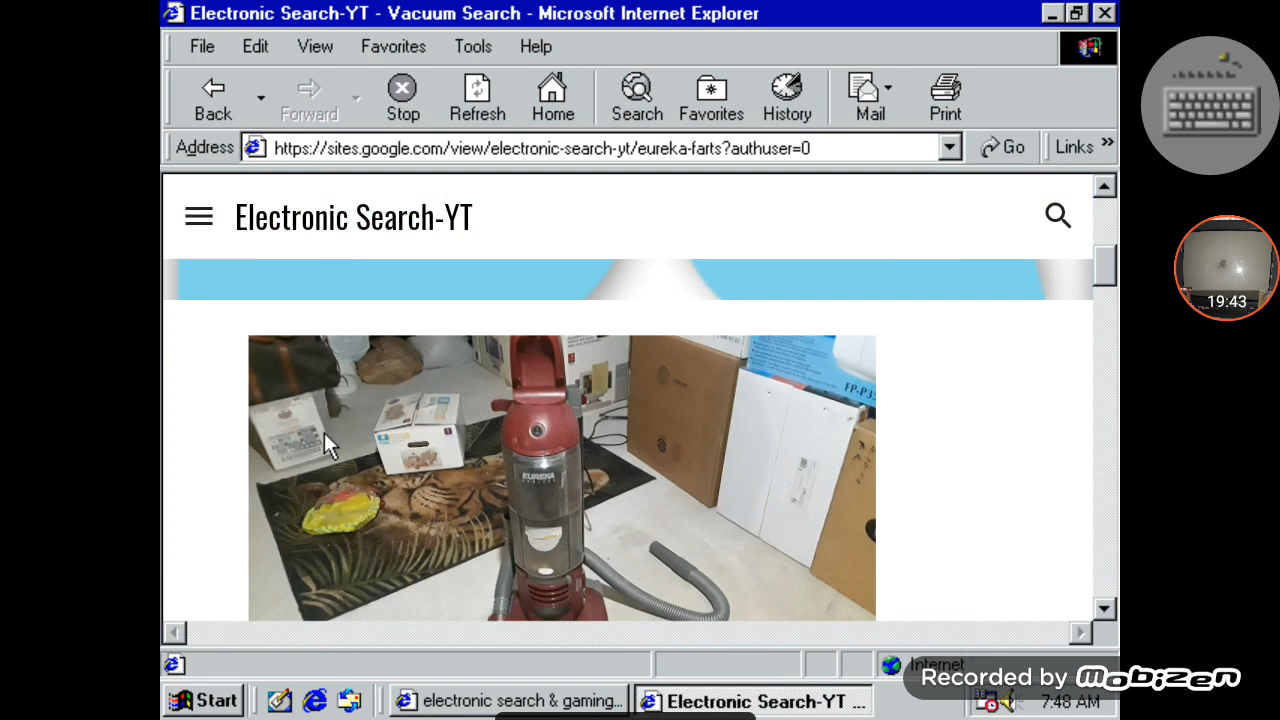 Electronic Search-YT - Vacuum Search - Microsoft Internet Explorer
File Edit View Favorites Tools Help
Back Forward Stop Refresh Home Search Favorites History Mail Print
Address https://sites.google.com/view/electronic-search-yt/eureka-farts?authuser=0 Go Links »
19:43
Electronic Search-YT
EUREKA
Internet
Recorded by mobizen
Start electronic search & gaming... Electronic Search-YT ... 7:48 AM